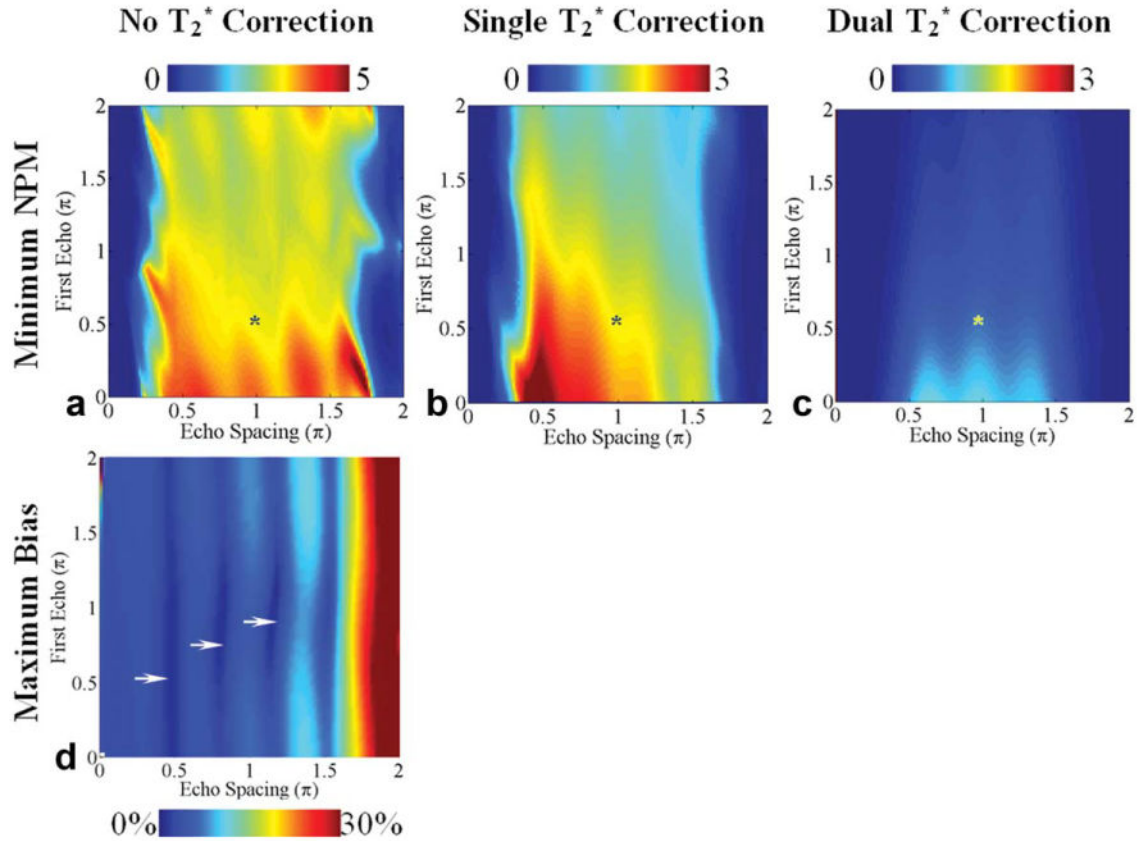 No T₂* Correction
Single T₂* Correction
Dual T₂* Correction
0 5
0 3
0 3
Minimum NPM
First Echo (π)
2
1.5
1
0.5
0
*
a
0 0.5 1 1.5 2
Echo Spacing (π)
First Echo (π)
2
1.5
1
0.5
0
*
b
0 0.5 1 1.5 2
Echo Spacing (π)
First Echo (π)
2
1.5
1
0.5
0
*
c
0 0.5 1 1.5 2
Echo Spacing (π)
Maximum Bias
First Echo (π)
2
1.5
1
0.5
0
d
0 0.5 1 1.5 2
Echo Spacing (π)
0% 30%